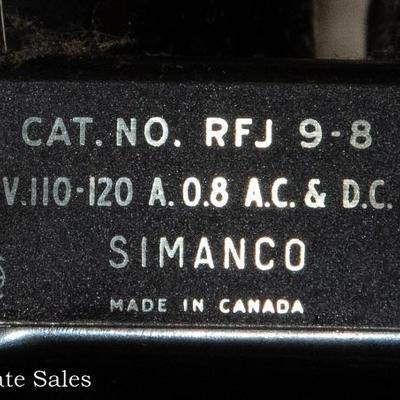 CAT. NO. RFJ 9-8
V.110-120 A. 0.8 A.C. & D.C.
SIMANCO
MADE IN CANADA
ate Sales